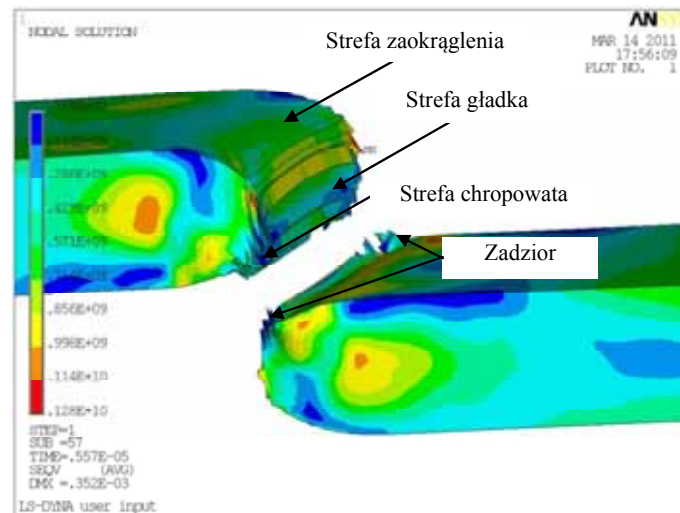 1
NODAL SOLUTION
ANSYS
MAR 14 2011
17:56:09
PLOT NO. 1
Strefa zaokrąglenia
Strefa gładka
Strefa chropowata
Zadzior
.856E+09
.998E+09
.114E+10
.128E+10
STEP=1
SUB =57
TIME=.557E-05
SEQV (AVG)
DMX =.352E-03
LS-DYNA user input